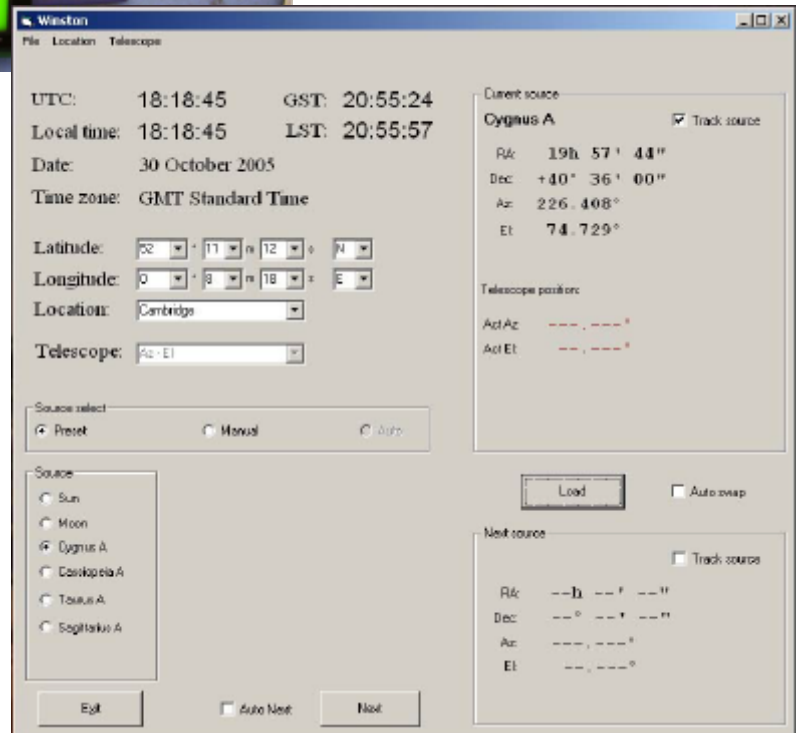 Winston
File Location Telescope
UTC: 18:18:45 GST: 20:55:24
Local time: 18:18:45 LST: 20:55:57
Date: 30 October 2005
Time zone: GMT Standard Time
Latitude: 52 ° 11 m 12 s N
Longitude: 0 ° 8 m 18 s E
Location: Cambridge
Telescope: Az-El
Source select
Preset Manual Auto
Source
Sun
Moon
Cygnus A
Cassiopeia A
Taurus A
Sagittarius A
Exit Auto Next Next
Current source
Cygnus A Track source
RA: 19h 57' 44"
Dec: +40° 36' 00"
Az: 226.408°
El: 74.729°
Telescope position:
Act Az: ---.---°
Act El: --.---°
Load Auto swap
Next source
Track source
RA: --h --' --"
Dec: --° --' --"
Az: ---.---°
El: --.---°